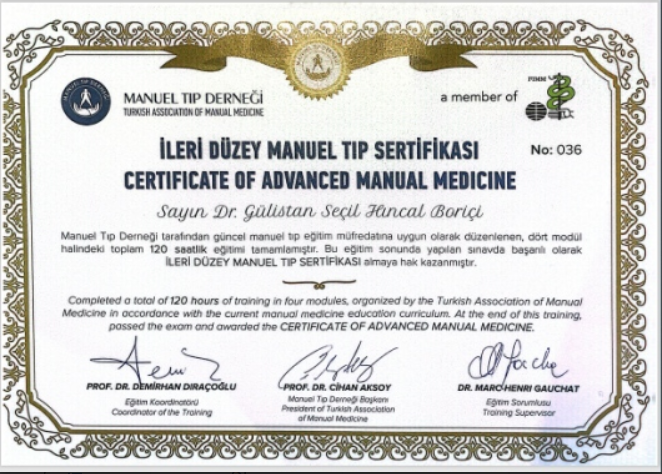 MANUEL TIP DERNEĞİ
TURKISH ASSOCIATION OF MANUAL MEDICINE
a member of
FIMM
No: 036
İLERİ DÜZEY MANUEL TIP SERTİFİKASI
CERTIFICATE OF ADVANCED MANUAL MEDICINE
Sayın Dr. Gülistan Seçil Hıncal Boriçi
Manuel Tıp Derneği tarafından güncel manuel tıp eğitim müfredatına uygun olarak düzenlenen, dört modül
halindeki toplam 120 saatlik eğitimi tamamlamıştır. Bu eğitim sonunda yapılan sınavda başarılı olarak
İLERİ DÜZEY MANUEL TIP SERTİFİKASI almaya hak kazanmıştır.
Completed a total of 120 hours of training in four modules, organized by the Turkish Association of Manual
Medicine in accordance with the current manual medicine education curriculum. At the end of this training,
passed the exam and awarded the CERTIFICATE OF ADVANCED MANUAL MEDICINE.
PROF. DR. DEMİRHAN DIRAÇOĞLU
Eğitim Koordinatörü
Coordinator of the Training
PROF. DR. CİHAN AKSOY
Manuel Tıp Derneği Başkanı
President of Turkish Association
of Manual Medicine
DR. MARC-HENRI GAUCHAT
Eğitim Sorumlusu
Training Supervisor